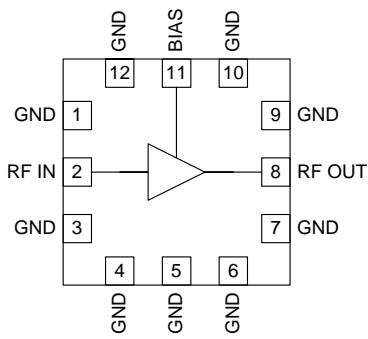 GND
BIAS
GND
12
11
10
GND 1
9 GND
RF IN 2
8 RF OUT
GND 3
7 GND
4
5
6
GND
GND
GND